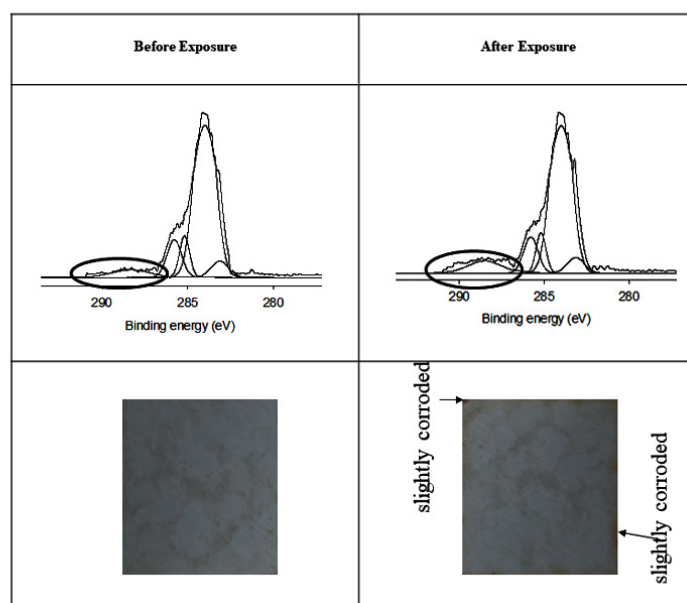 Before Exposure
After Exposure
290 285 280
Binding energy (eV)
290 285 280
Binding energy (eV)
slightly corroded
slightly corroded